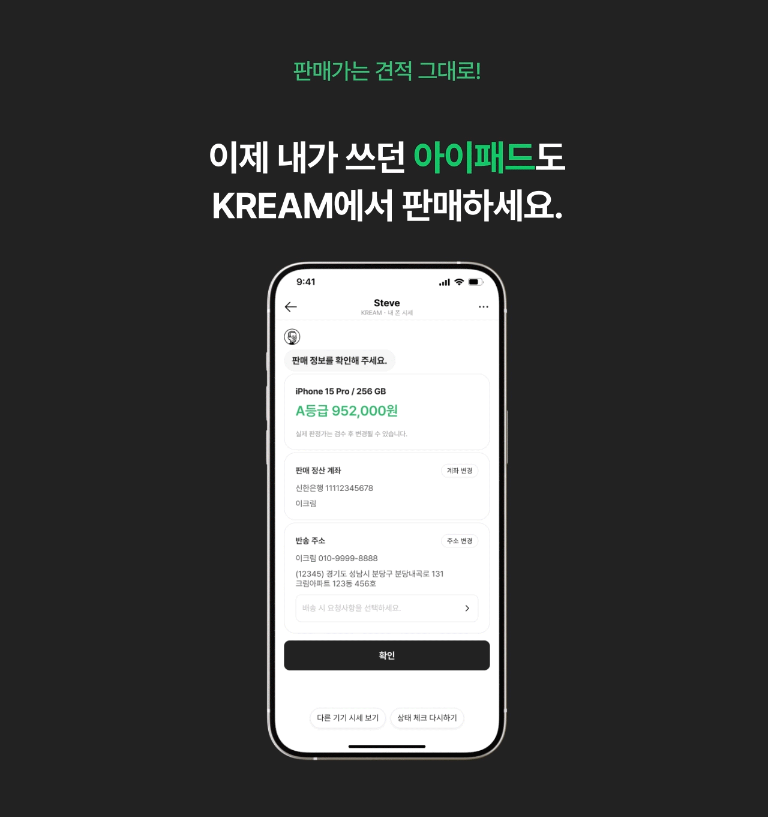 판매가는 견적 그대로!
이제 내가 쓰던 아이패드도
KREAM에서 판매하세요.
9:41
Steve
KREAM · 내 폰 시세
판매 정보를 확인해 주세요.
iPhone 15 Pro / 256 GB
A등급 952,000원
실제 판정가는 검수 후 변경될 수 있습니다.
판매 정산 계좌
계좌 변경
신한은행 11112345678
이크림
반송 주소
주소 변경
이크림 010-9999-8888
(12345) 경기도 성남시 분당구 분당내곡로 131
크림아파트 123동 456호
배송 시 요청사항을 선택하세요.
확인
다른 기기 시세 보기
상태 체크 다시하기